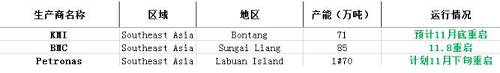 生产商名称 区域 地区 产能（万吨） 运行情况
KMI Southeast Asia Bontang 71 预计11月底重启
BMC Southeast Asia Sungai Liang 85 11.8重启
Petronas Southeast Asia Labuan Island 1#70 计划11月下旬重启